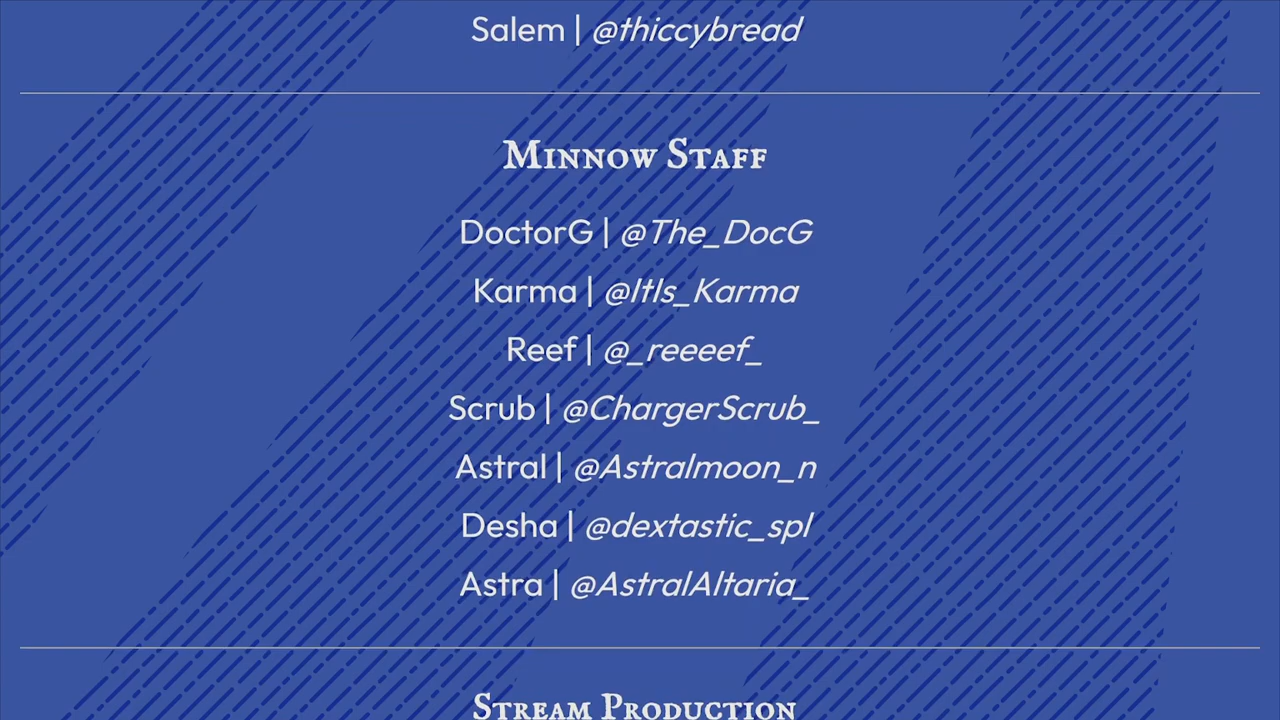 Salem | @thiccybread
Minnow Staff
DoctorG | @The_DocG
Karma | @ItIs_Karma
Reef | @_reeeef_
Scrub | @ChargerScrub_
Astral | @Astralmoon_n
Desha | @dextastic_spl
Astra | @AstralAltaria_
Stream Production